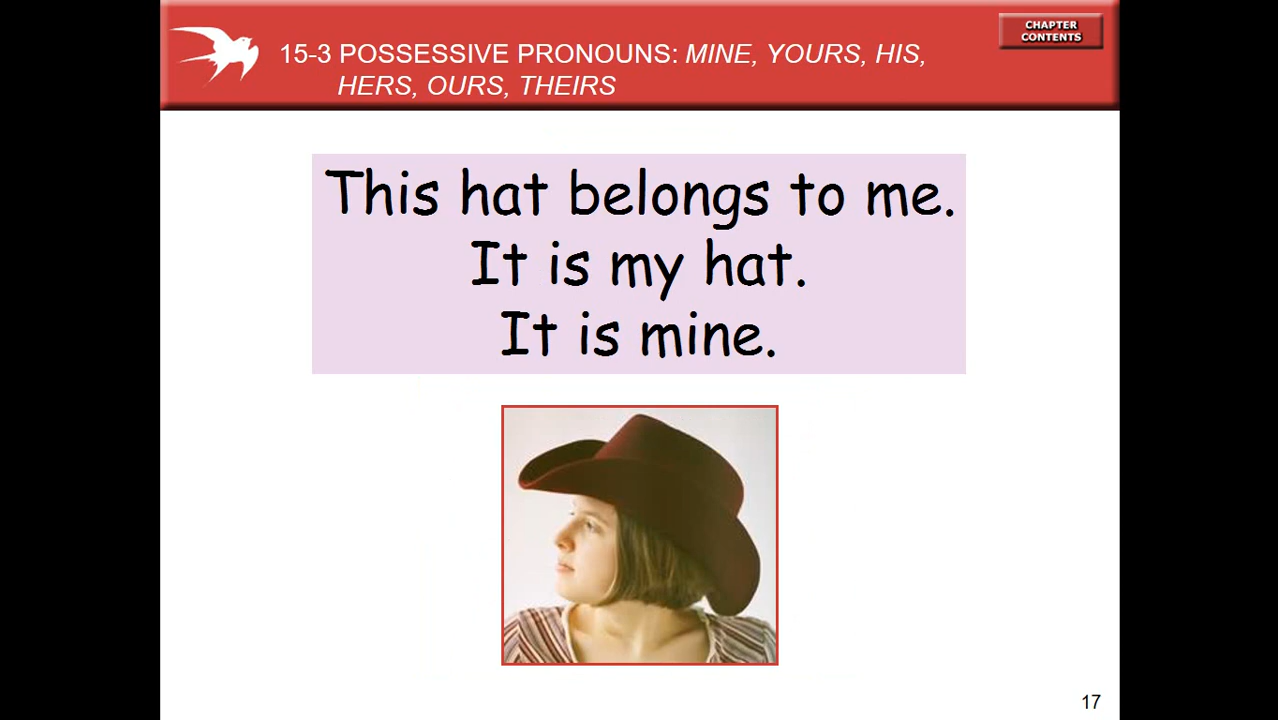 CHAPTER
CONTENTS
15-3 POSSESSIVE PRONOUNS: MINE, YOURS, HIS,
HERS, OURS, THEIRS
This hat belongs to me.
It is my hat.
It is mine.
17